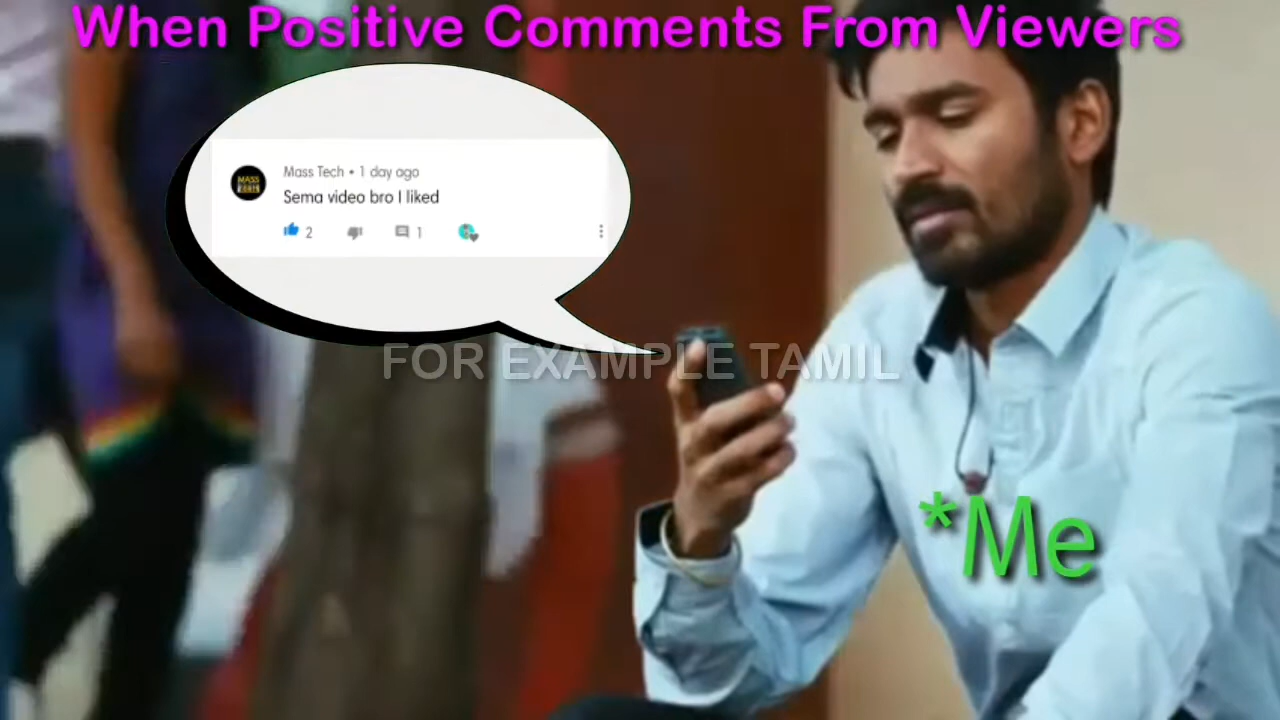 When Positive Comments From Viewers
MASS
Mass Tech • 1 day ago
Sema video bro I liked
2
1
FOR EXAMPLE TAMIL
*Me